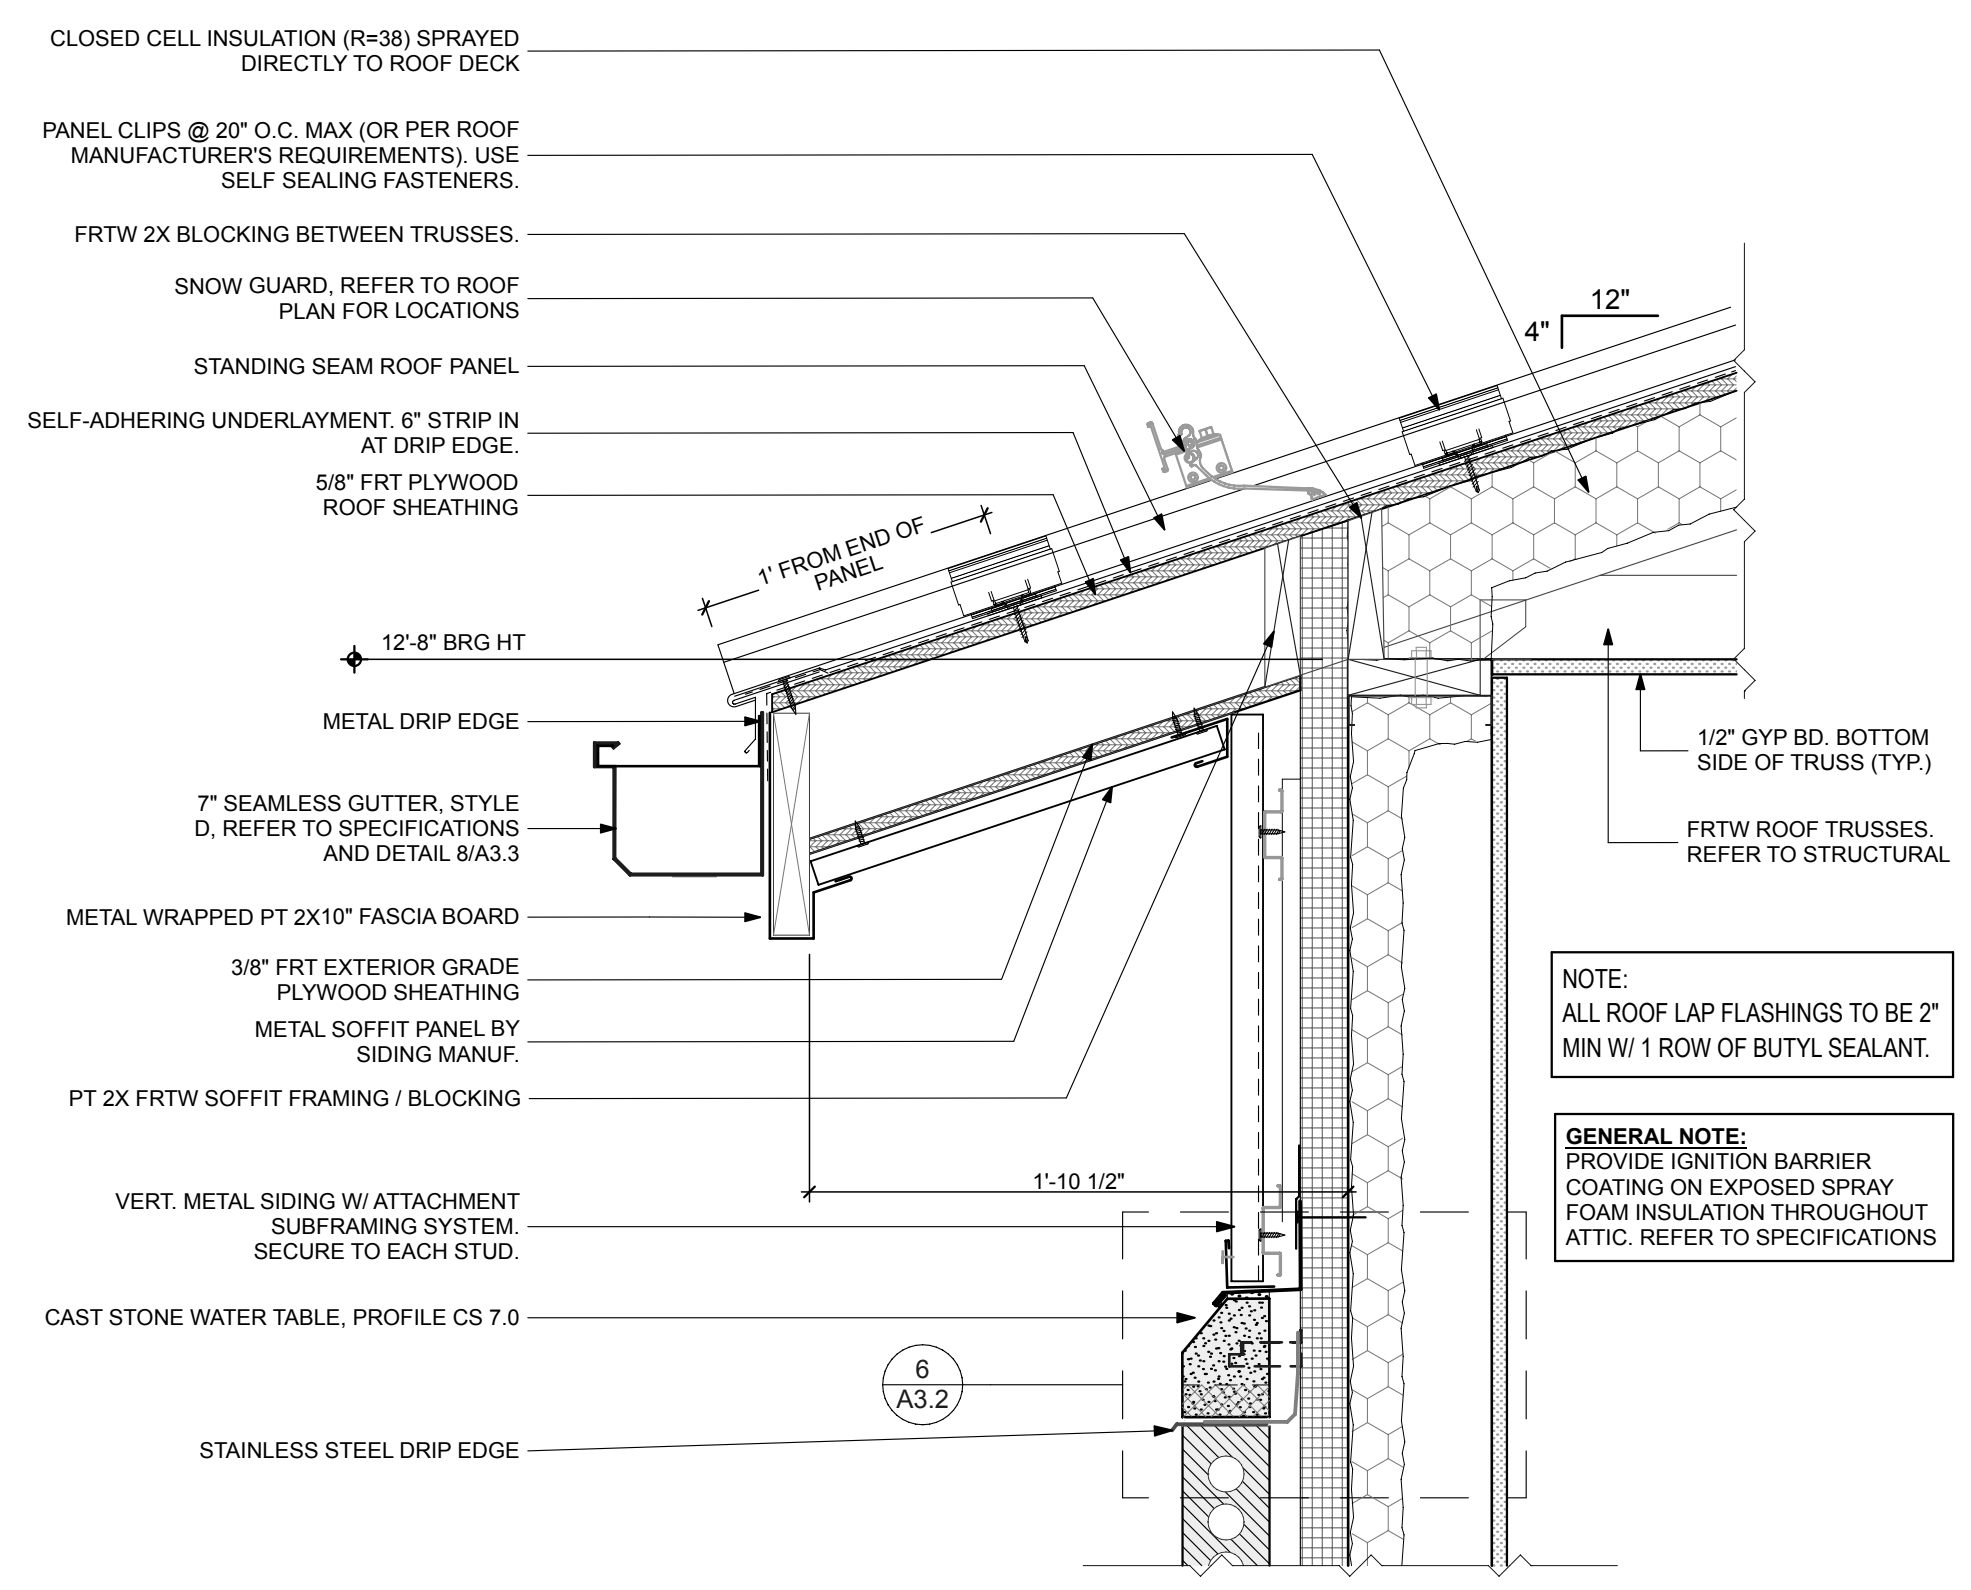 CLOSED CELL INSULATION (R=38) SPRAYED
DIRECTLY TO ROOF DECK
PANEL CLIPS @ 20" O.C. MAX (OR PER ROOF
MANUFACTURER'S REQUIREMENTS). USE
SELF SEALING FASTENERS.
FRTW 2X BLOCKING BETWEEN TRUSSES.
SNOW GUARD, REFER TO ROOF
PLAN FOR LOCATIONS
STANDING SEAM ROOF PANEL
SELF-ADHERING UNDERLAYMENT. 6" STRIP IN
AT DRIP EDGE.
5/8" FRT PLYWOOD
ROOF SHEATHING
12"
4"
1' FROM END OF
PANEL
12'-8" BRG HT
METAL DRIP EDGE
7" SEAMLESS GUTTER, STYLE
D, REFER TO SPECIFICATIONS
AND DETAIL 8/A3.3
METAL WRAPPED PT 2X10" FASCIA BOARD
3/8" FRT EXTERIOR GRADE
PLYWOOD SHEATHING
METAL SOFFIT PANEL BY
SIDING MANUF.
PT 2X FRTW SOFFIT FRAMING / BLOCKING
1'-10 1/2"
VERT. METAL SIDING W/ ATTACHMENT
SUBFRAMING SYSTEM.
SECURE TO EACH STUD.
CAST STONE WATER TABLE, PROFILE CS 7.0
6
A3.2
STAINLESS STEEL DRIP EDGE
1/2" GYP BD. BOTTOM
SIDE OF TRUSS (TYP.)
FRTW ROOF TRUSSES.
REFER TO STRUCTURAL
NOTE:
ALL ROOF LAP FLASHINGS TO BE 2"
MIN W/ 1 ROW OF BUTYL SEALANT.
GENERAL NOTE:
PROVIDE IGNITION BARRIER
COATING ON EXPOSED SPRAY
FOAM INSULATION THROUGHOUT
ATTIC. REFER TO SPECIFICATIONS